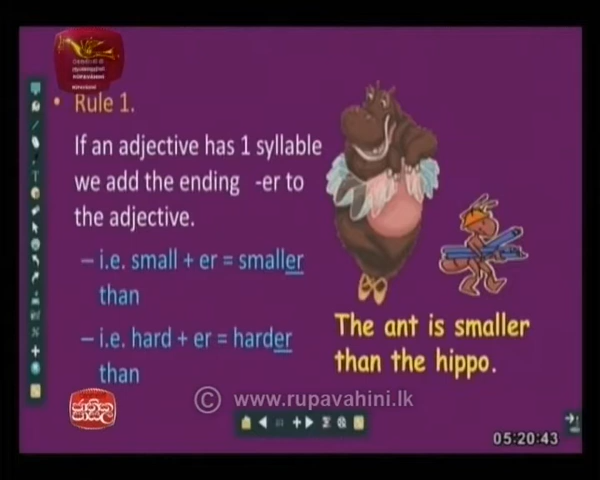 • Rule 1.
If an adjective has 1 syllable
we add the ending -er to
the adjective.
– i.e. small + er = smaller
than
– i.e. hard + er = harder
than
The ant is smaller
than the hippo.
© www.rupavahini.lk
05:20:43